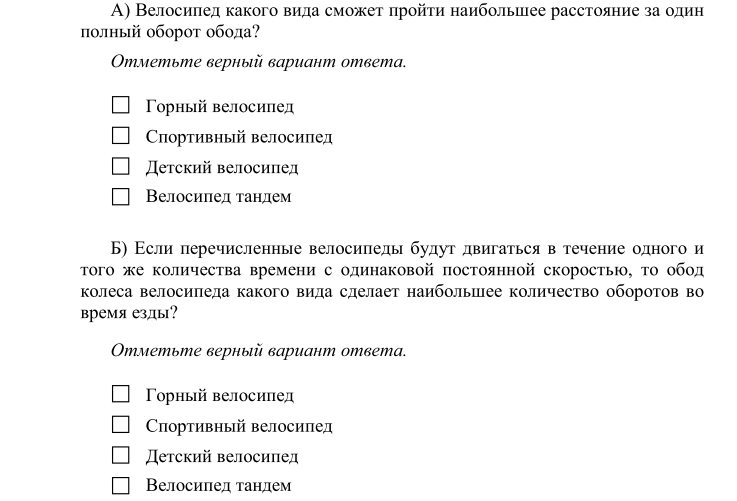 А) Велосипед какого вида сможет пройти наибольшее расстояние за один
полный оборот обода?
Отметьте верный вариант ответа.
Горный велосипед
Спортивный велосипед
Детский велосипед
Велосипед тандем
Б) Если перечисленные велосипеды будут двигаться в течение одного и
того же количества времени с одинаковой постоянной скоростью, то обод
колеса велосипеда какого вида сделает наибольшее количество оборотов во
время езды?
Отметьте верный вариант ответа.
Горный велосипед
Спортивный велосипед
Детский велосипед
Велосипед тандем